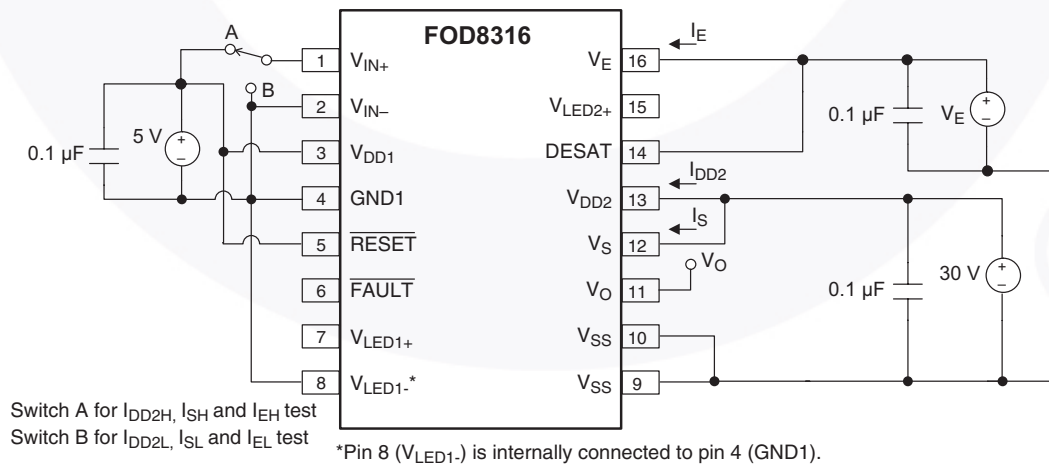 FOD8316
A
B
5 V
+
–
0.1 µF
1 V_IN+
2 V_IN–
3 V_DD1
4 GND1
5 R̅E̅S̅E̅T̅
6 F̅A̅U̅L̅T̅
7 V_LED1+
8 V_LED1-*
V_E 16
V_LED2+ 15
DESAT 14
V_DD2 13
V_S 12
V_O 11
V_SS 10
V_SS 9
I_E
I_DD2
I_S
V_O
0.1 µF
V_E
+
–
0.1 µF
30 V
+
–
Switch A for I_DD2H, I_SH and I_EH test
Switch B for I_DD2L, I_SL and I_EL test
*Pin 8 (V_LED1-) is internally connected to pin 4 (GND1).